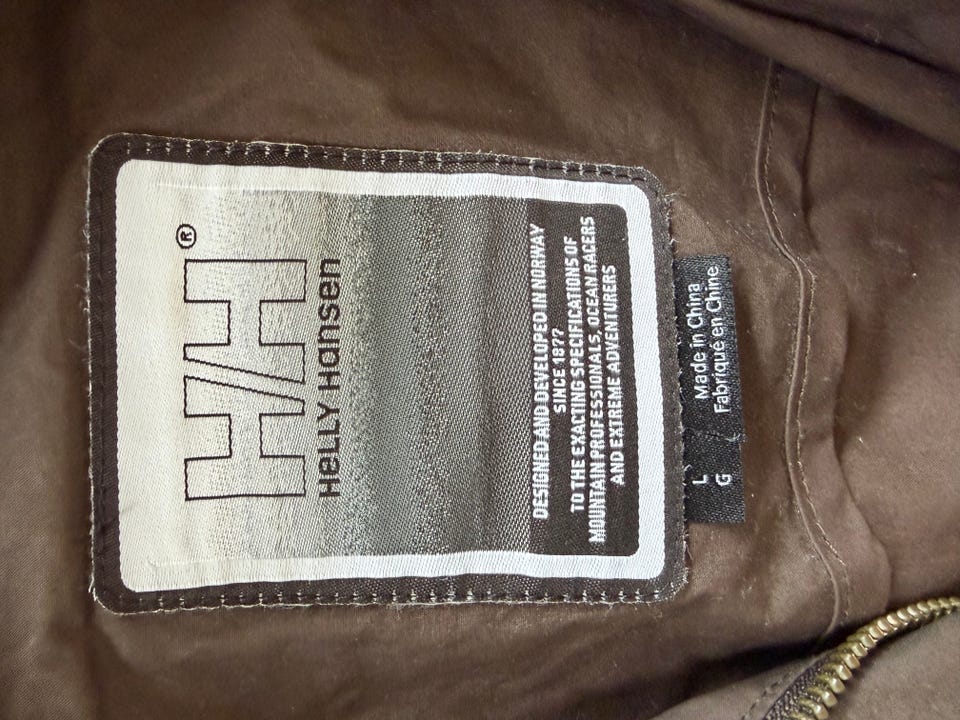 H/H®
HELLY HANSEN
DESIGNED AND DEVELOPED IN NORWAY
SINCE 1877
TO THE EXACTING SPECIFICATIONS OF
MOUNTAIN PROFESSIONALS, OCEAN RACERS
AND EXTREME ADVENTURERS
L
G
Made in China
Fabriqué en Chine